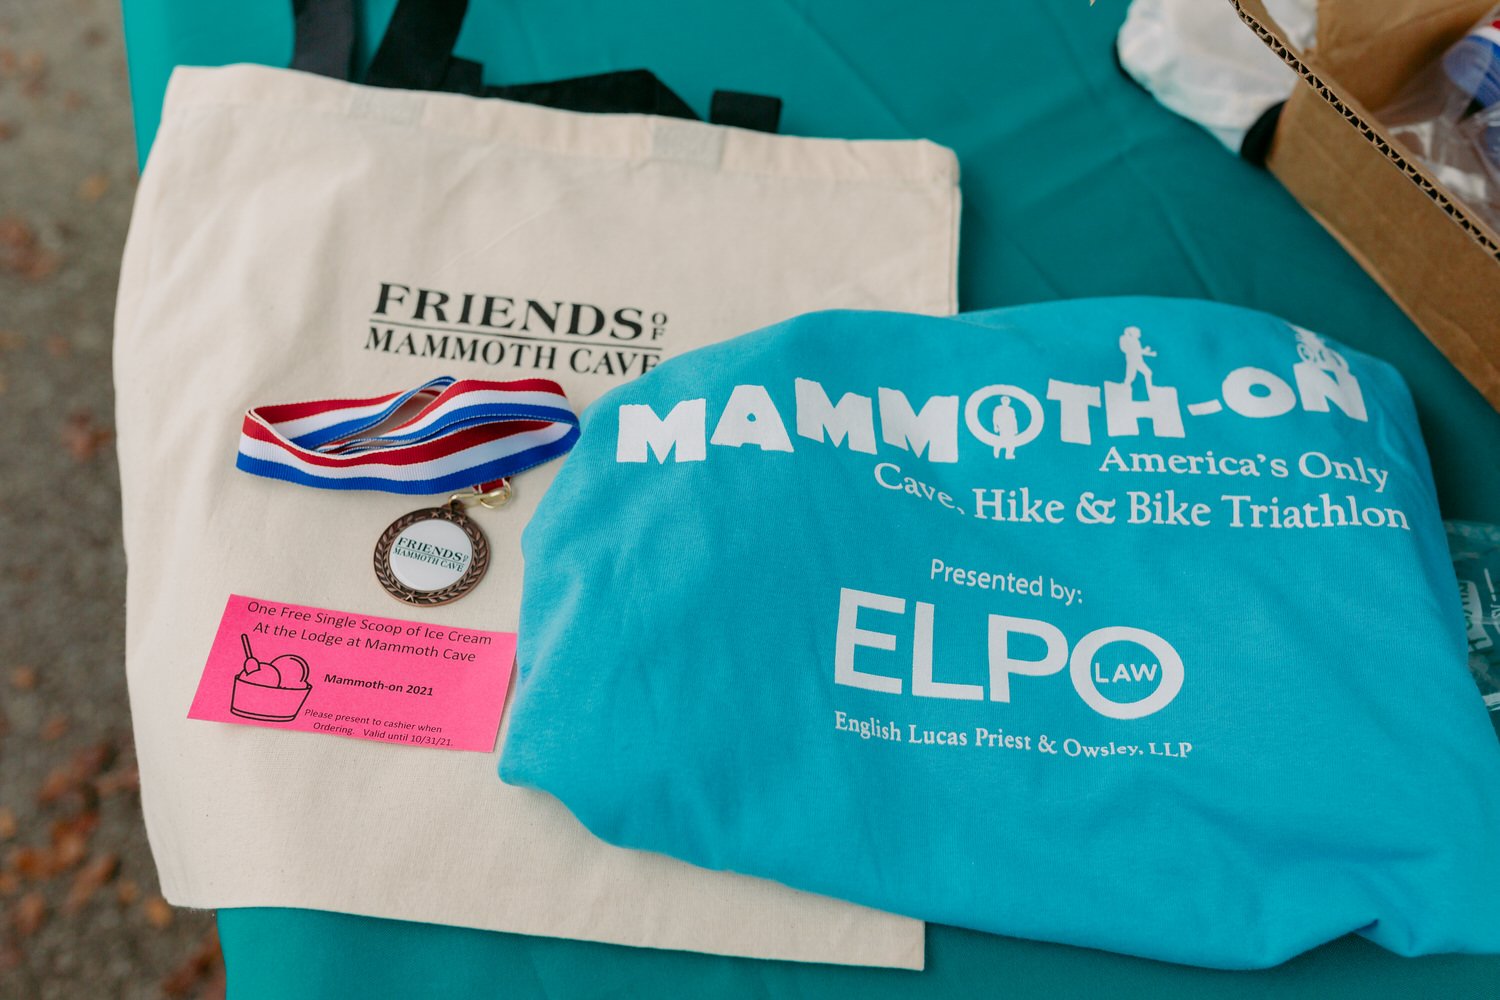 FRIENDS OF
MAMMOTH CAVE
FRIENDS OF
MAMMOTH CAVE
One Free Single Scoop of Ice Cream
At the Lodge at Mammoth Cave
Mammoth-on 2021
Please present to cashier when
Ordering. Valid until 10/31/21.
MAMMOTH-ON
America's Only
Cave, Hike & Bike Triathlon
Presented by:
ELPO
LAW
English Lucas Priest & Owsley, LLP